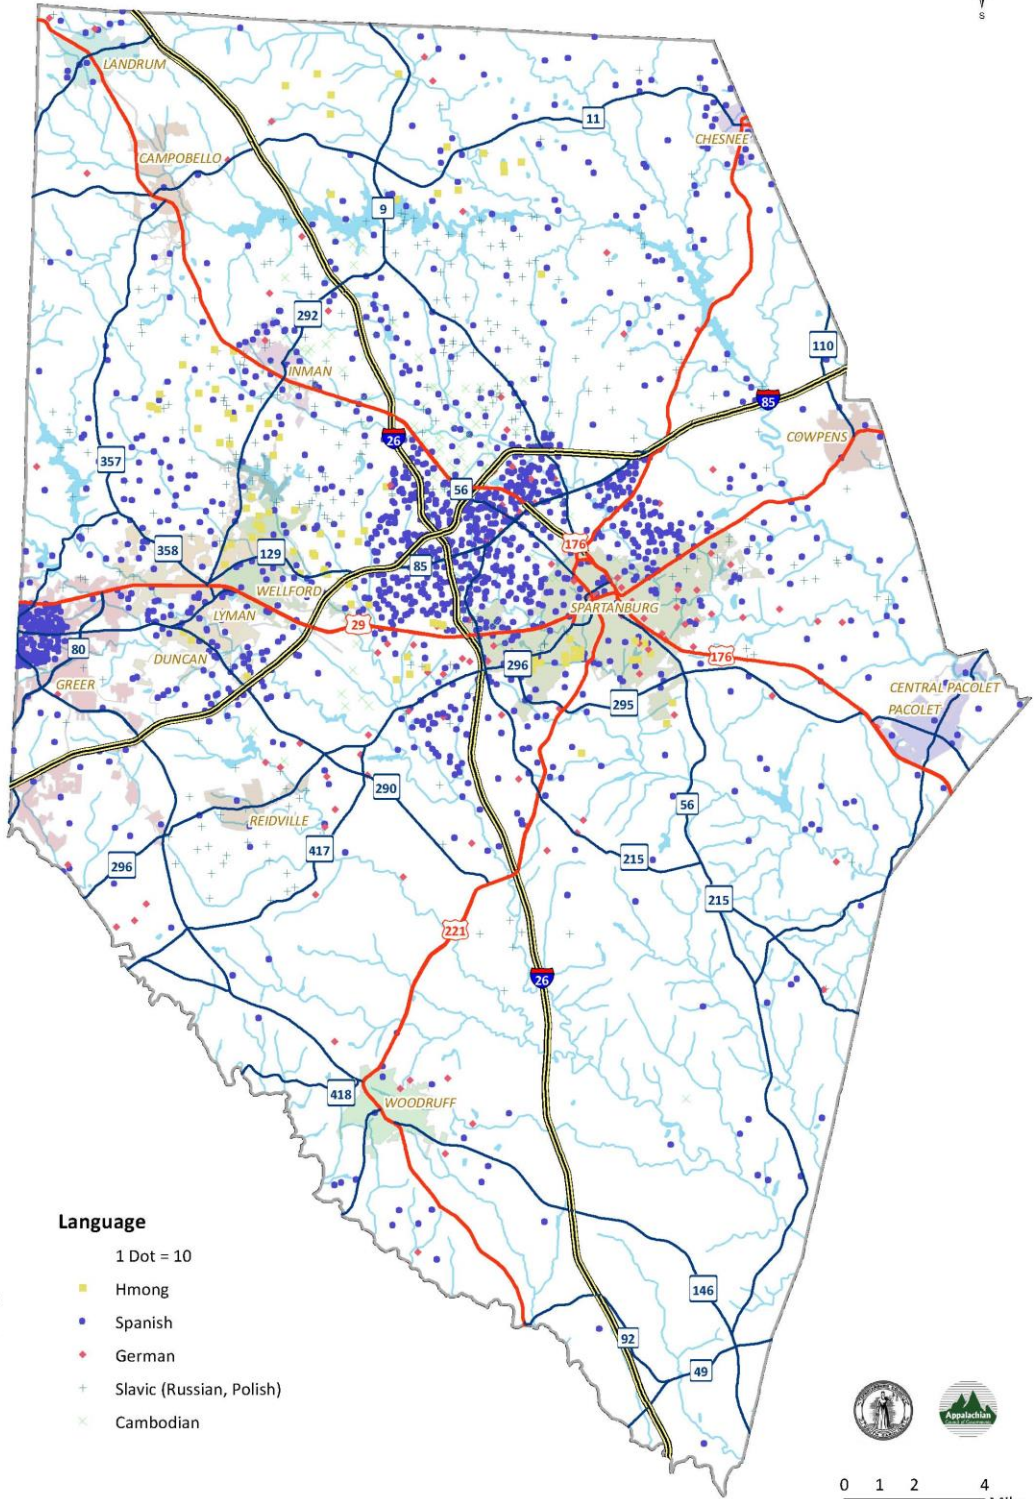 S
LANDRUM
11
CHESNEE
CAMPOBELLO
9
292
110
INMAN
85
26
COWPENS
357
56
176
358
129
85
WELLFORD
SPARTANBURG
LYMAN
29
80
DUNCAN
296
176
GREER
295
CENTRAL PACOLET
PACOLET
290
56
REIDVILLE
417
296
215
215
221
26
418
WOODRUFF
Language
1 Dot = 10
Hmong
Spanish
German
Slavic (Russian, Polish)
Cambodian
146
92
49
Appalachian
0 1 2 4